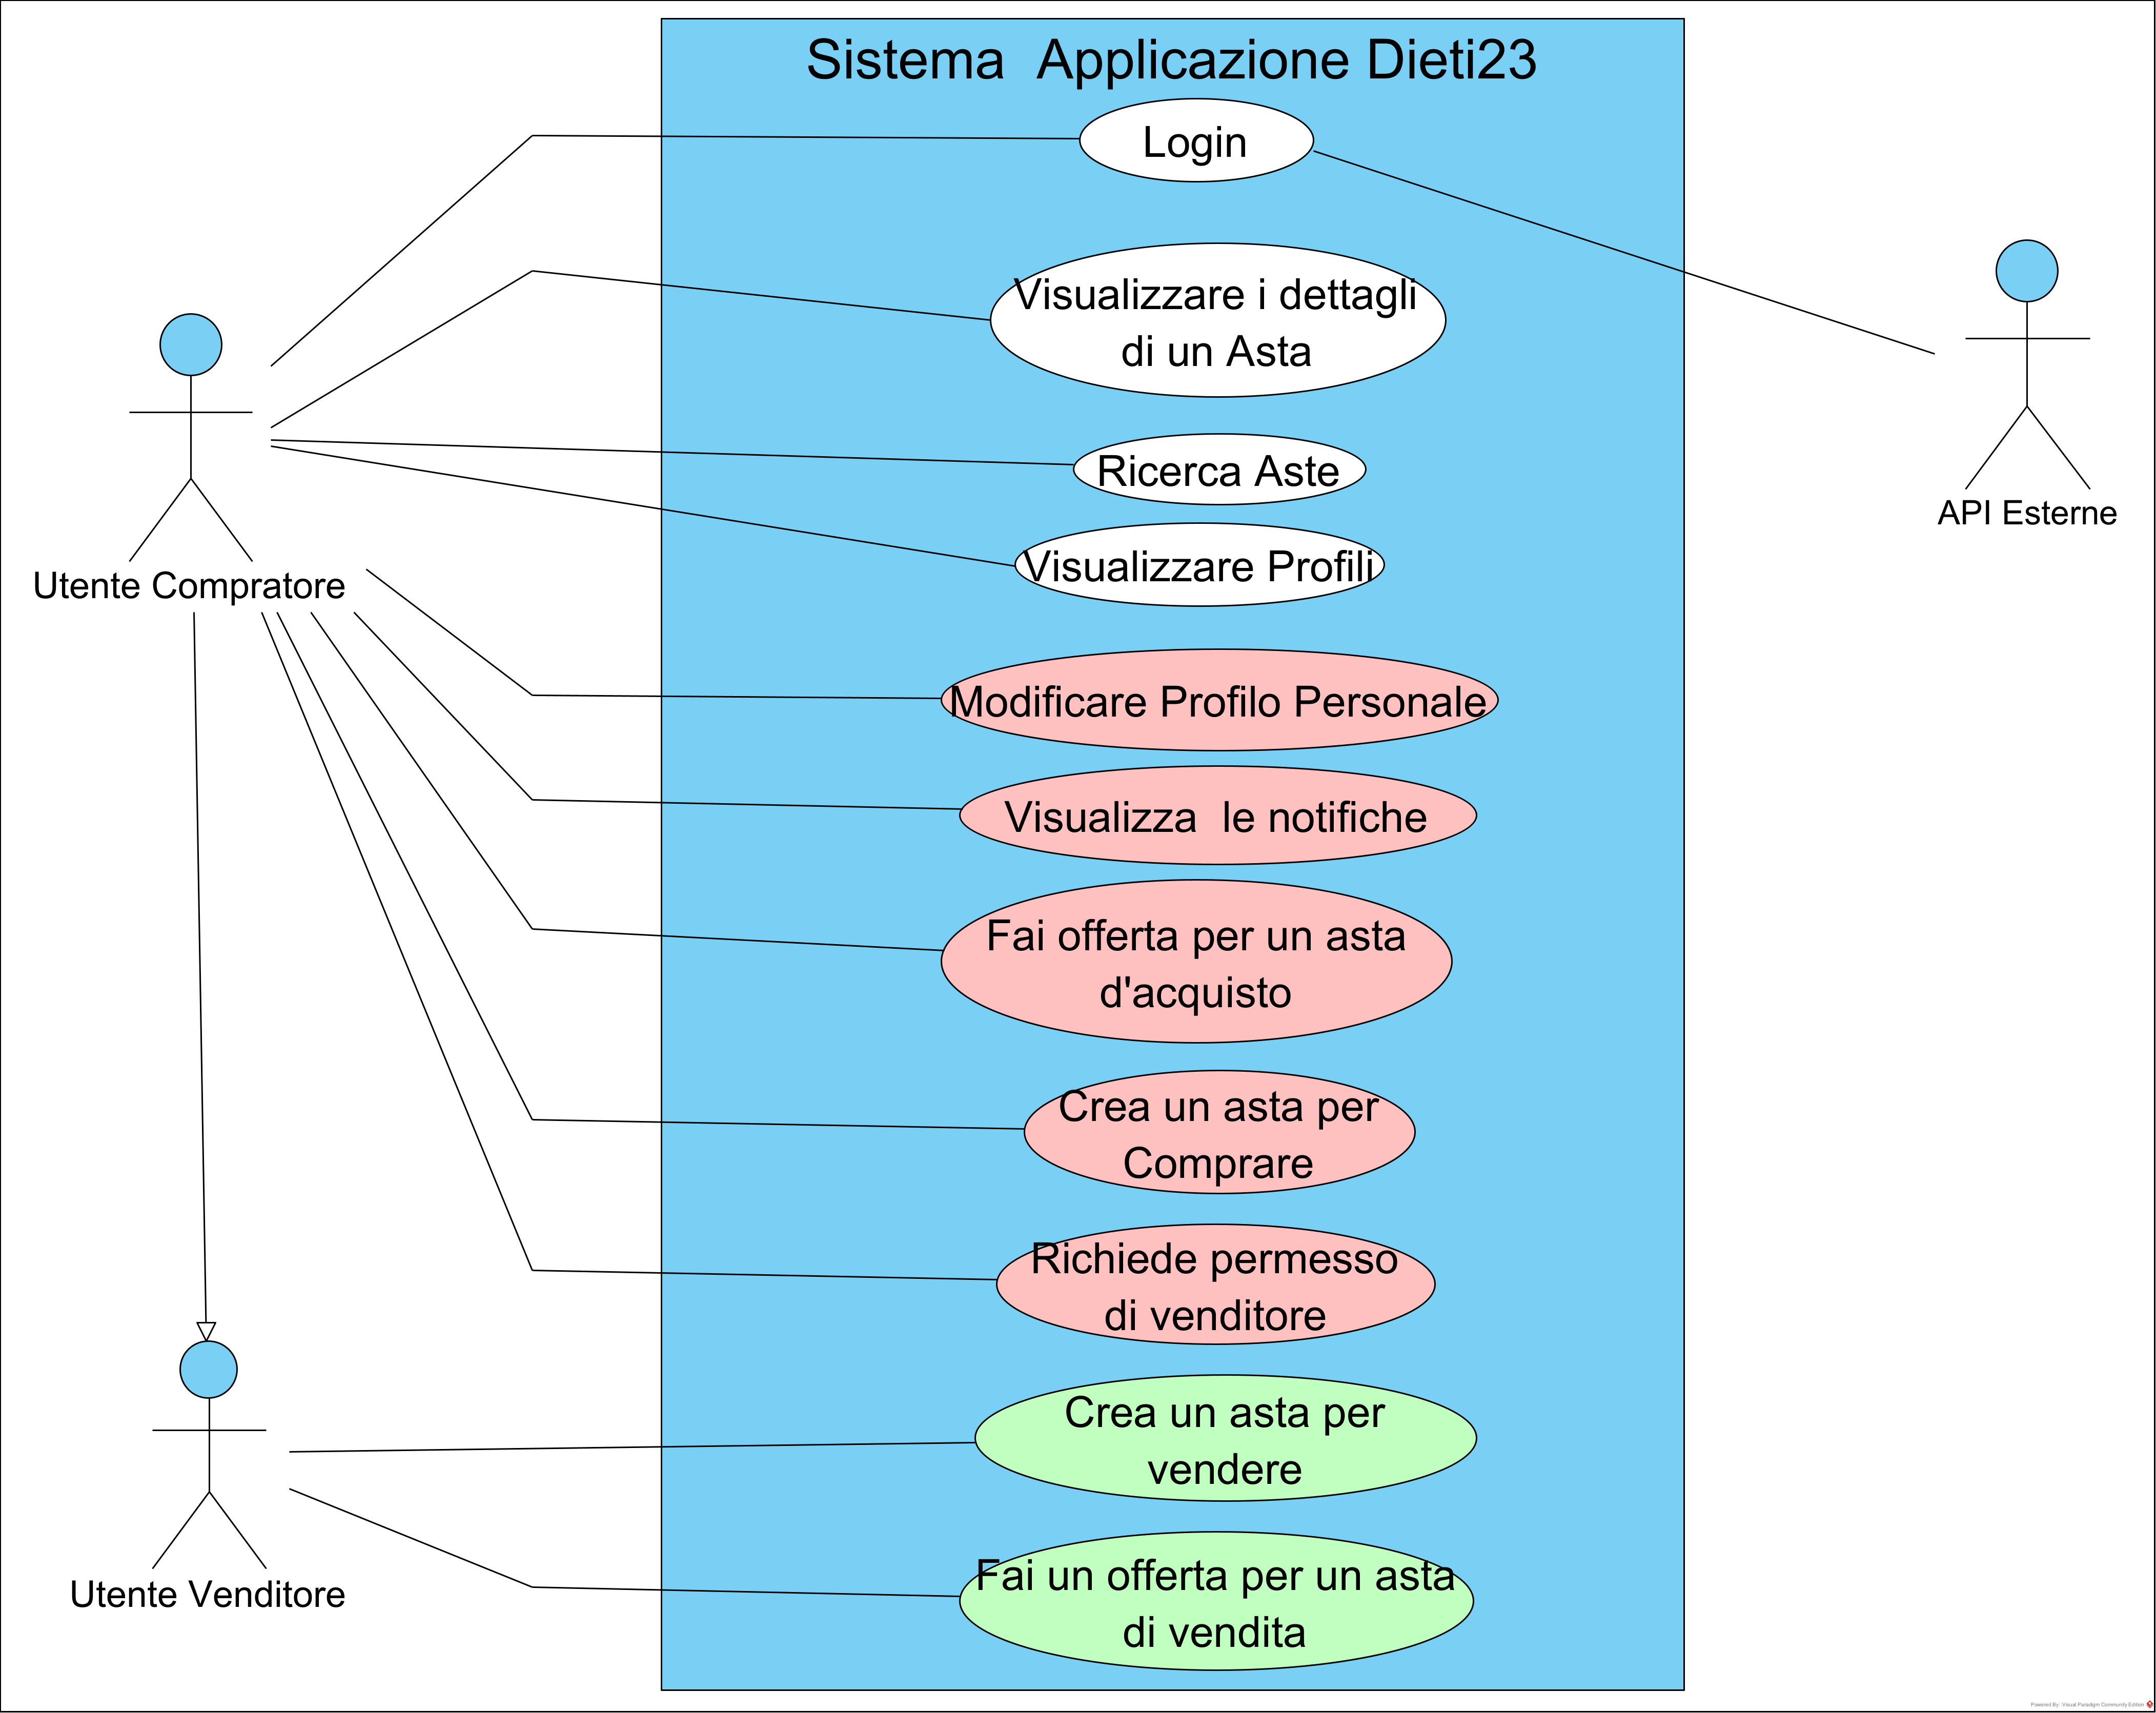 Sistema  Applicazione Dieti23
Login
Visualizzare i dettagli
di un Asta
Ricerca Aste
API Esterne
Visualizzare Profili
Utente Compratore
Modificare Profilo Personale
Visualizza  le notifiche
Fai offerta per un asta
d'acquisto
Crea un asta per
Comprare
Richiede permesso
di venditore
Crea un asta per
vendere
Fai un offerta per un asta
di vendita
Utente Venditore
Powered By: Visual Paradigm Community Edition